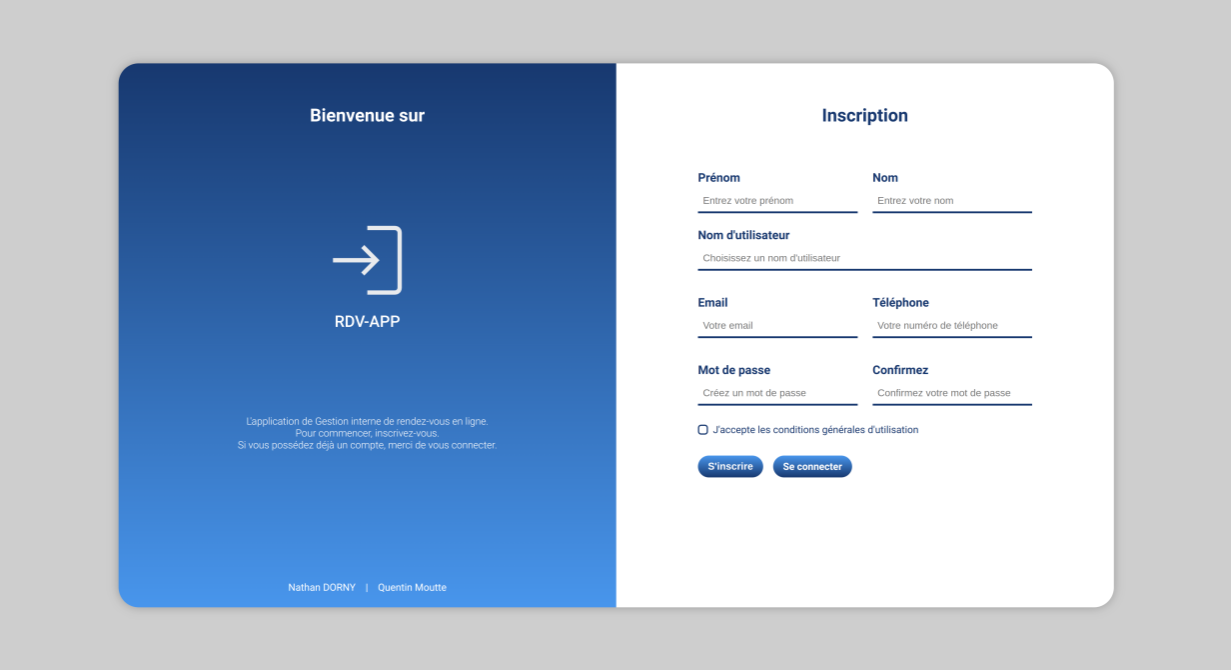 Bienvenue sur
RDV-APP
L'application de Gestion interne de rendez-vous en ligne.
Pour commencer, inscrivez-vous.
Si vous possédez déjà un compte, merci de vous connecter.
Nathan DORNY | Quentin Moutte
Inscription
Prénom Nom
Entrez votre prénom Entrez votre nom
Nom d'utilisateur
Choisissez un nom d'utilisateur
Email Téléphone
Votre email Votre numéro de téléphone
Mot de passe Confirmez
Créez un mot de passe Confirmez votre mot de passe
J'accepte les conditions générales d'utilisation
S'inscrire Se connecter